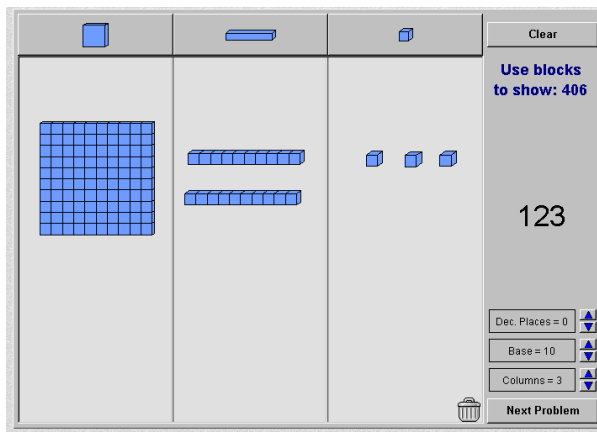 Clear
Use blocks
to show: 406
123
Dec. Places = 0
Base = 10
Columns = 3
Next Problem